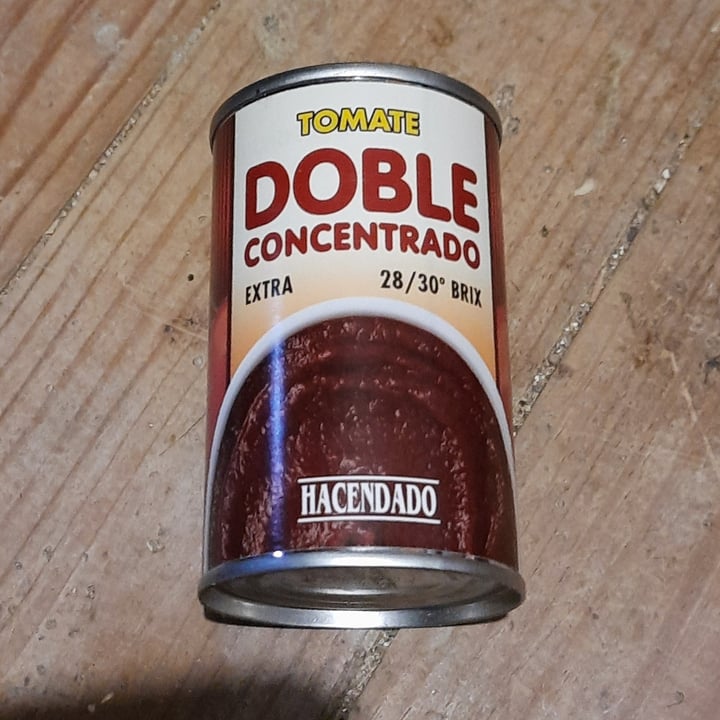 TOMATE
DOBLE
CONCENTRADO
EXTRA 28/30° BRIX
HACENDADO